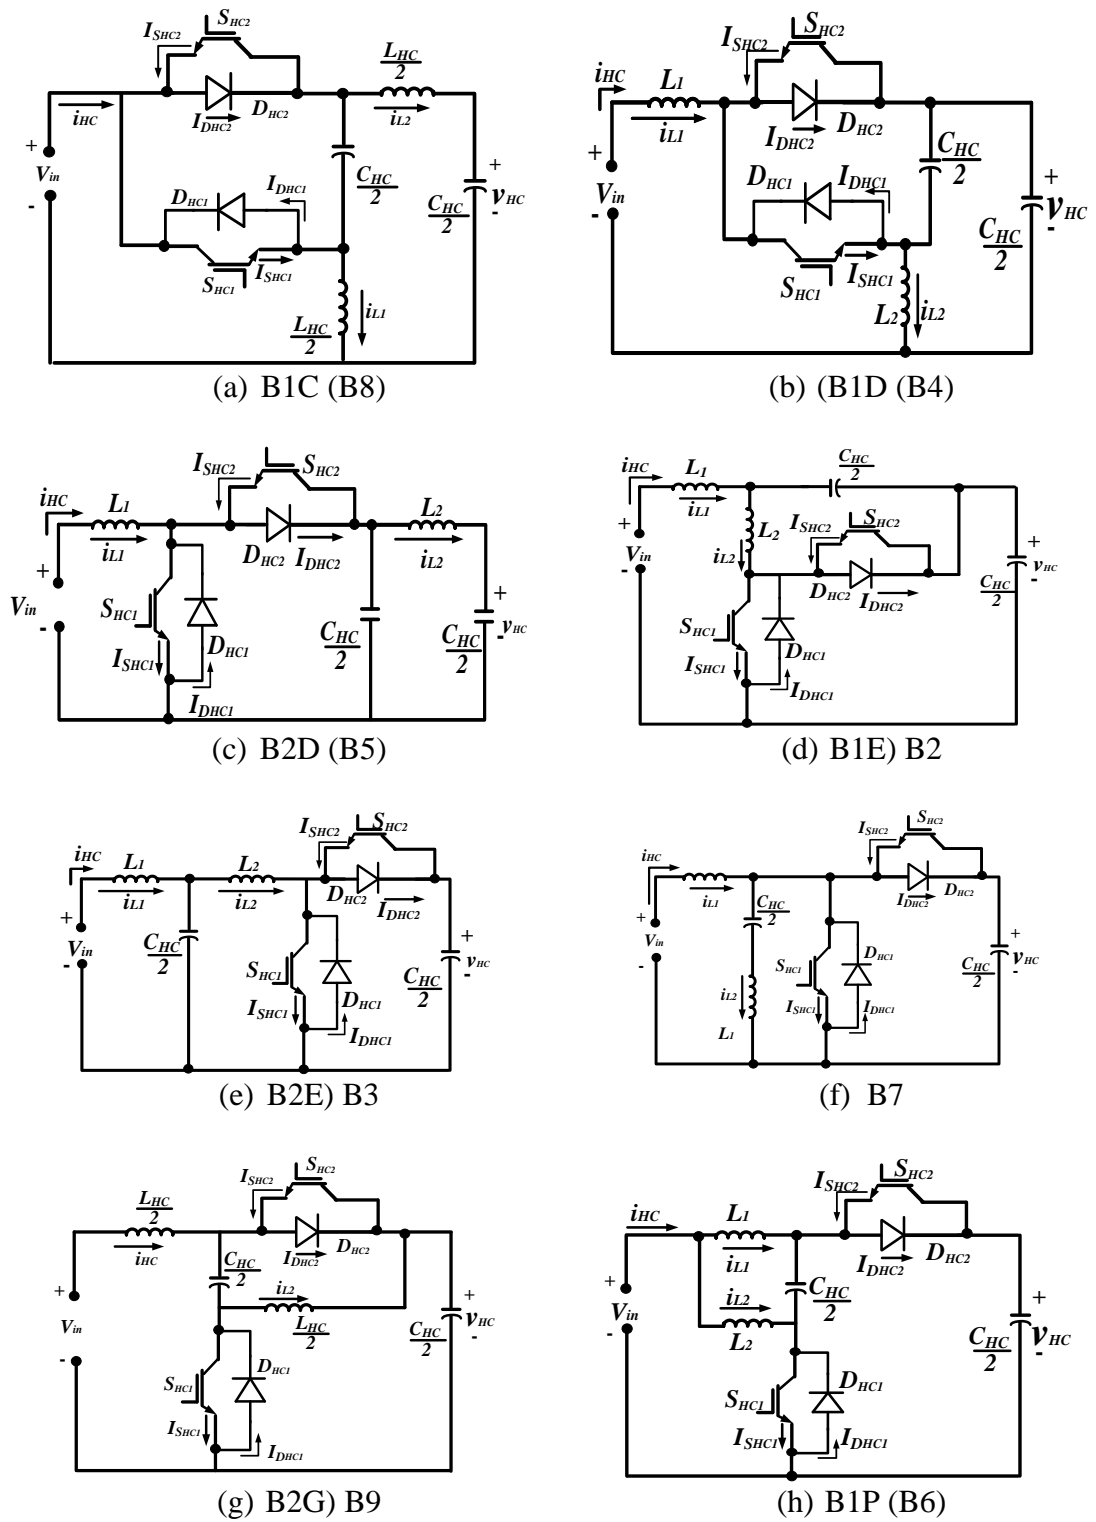 S_HC2
I_SHC2
L_HC
2
i_HC
I_DHC2
D_HC2
i_L2
+
V_in
-
C_HC
2
C_HC
2
+
v_HC
-
D_HC1
I_DHC1
S_HC1
I_SHC1
L_HC
2
i_L1
(a) B1C (B8)
S_HC2
I_SHC2
i_HC
L_1
i_L1
I_DHC2
D_HC2
+
V_in
-
C_HC
2
D_HC1
I_DHC1
+
v_HC
-
C_HC
2
S_HC1
I_SHC1
L_2
i_L2
(b) (B1D (B4)
I_SHC2
S_HC2
i_HC
L_1
L_2
i_L1
D_HC2
I_DHC2
i_L2
+
V_in
-
S_HC1
C_HC
2
C_HC
2
+
v_HC
-
I_SHC1
D_HC1
I_DHC1
(c) B2D (B5)
i_HC
L_1
C_HC
2
i_L1
L_2
I_SHC2
S_HC2
+
V_in
-
i_L2
D_HC2
I_DHC2
C_HC
2
+
v_HC
-
S_HC1
I_SHC1
D_HC1
I_DHC1
(d) B1E) B2
I_SHC2
S_HC2
i_HC
L_1
L_2
i_L1
i_L2
D_HC2
I_DHC2
+
V_in
-
C_HC
2
S_HC1
C_HC
2
+
v_HC
-
I_SHC1
D_HC1
I_DHC1
(e) B2E) B3
I_SHC2
S_HC2
i_HC
i_L1
I_DHC2
D_HC2
+
V_in
-
C_HC
2
S_HC1
D_HC1
C_HC
2
+
v_HC
-
i_L2
I_SHC1
I_DHC1
L_1
(f) B7
I_SHC2
S_HC2
L_HC
2
i_HC
I_DHC2
D_HC2
C_HC
2
i_L2
L_HC
2
+
V_in
-
C_HC
2
+
v_HC
-
S_HC1
D_HC1
I_SHC1
I_DHC1
(g) B2G) B9
I_SHC2
S_HC2
i_HC
L_1
i_L1
I_DHC2
D_HC2
i_L2
C_HC
2
L_2
+
V_in
-
C_HC
2
+
v_HC
-
S_HC1
D_HC1
I_SHC1
I_DHC1
(h) B1P (B6)